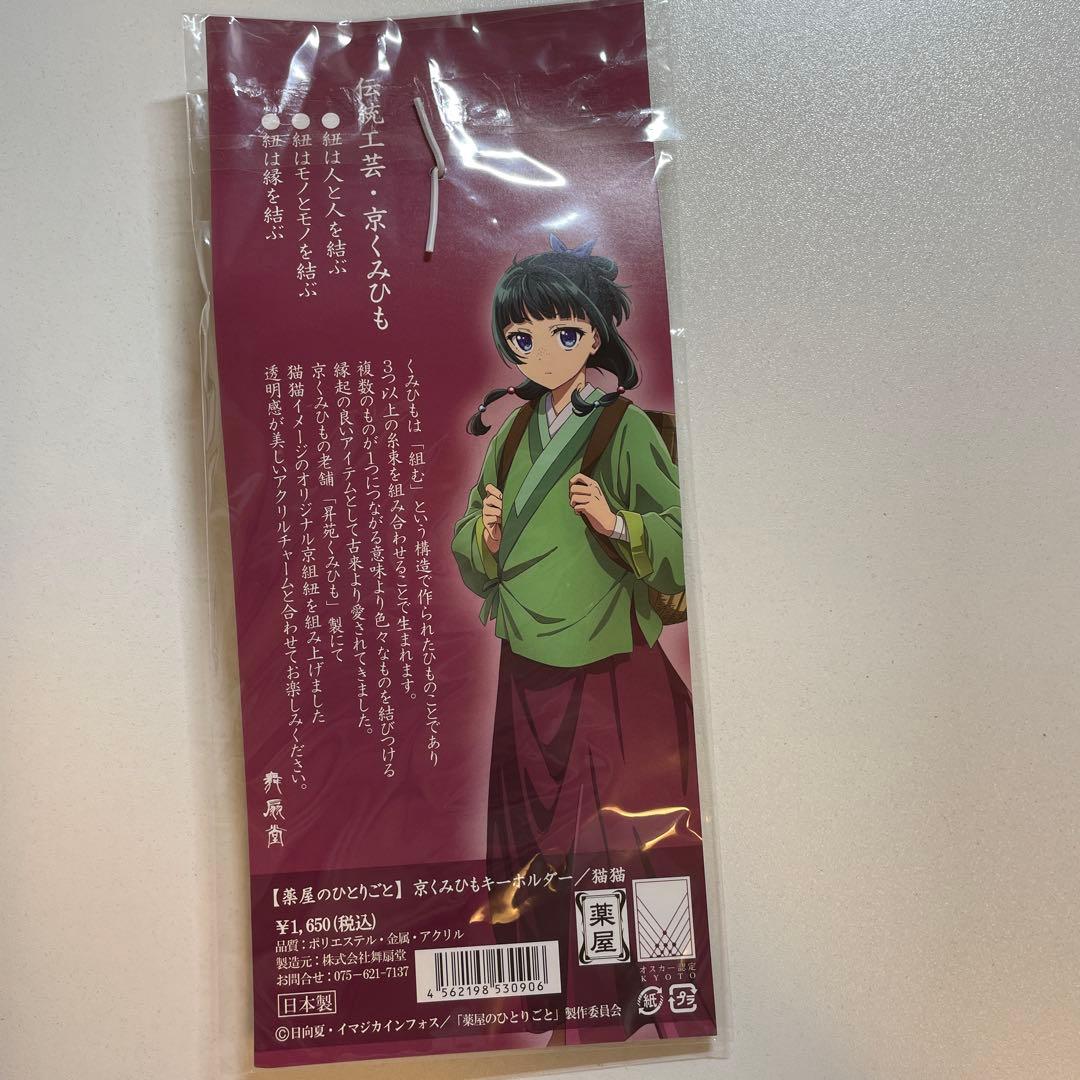 伝統工芸・京くみひも
●紐は人と人を結ぶ
●紐はモノとモノを結ぶ
●紐は縁を結ぶ
くみひもは「組む」という構造で作られたひものことであり
3つ以上の糸束を組み合わせることで生まれます。
複数のものが1つにつながる意味より色々なものを結びつける
縁起の良いアイテムとして古来より愛されてきました。
京くみひもの老舗「昇苑くみひも」製にて
猫猫イメージのオリジナル京組紐を組み上げました
透明感が美しいアクリルチャームと合わせてお楽しみください。
舞扇堂
【薬屋のひとりごと】京くみひもキーホルダー／猫猫
¥1,650(税込)
品質：ポリエステル・金属・アクリル
製造元：株式会社舞扇堂
お問合せ：075-621-7137
日本製
4 562198 530906
薬屋
オスカー認定
KYOTO
紙
プラ
©日向夏・イマジカインフォス／「薬屋のひとりごと」製作委員会